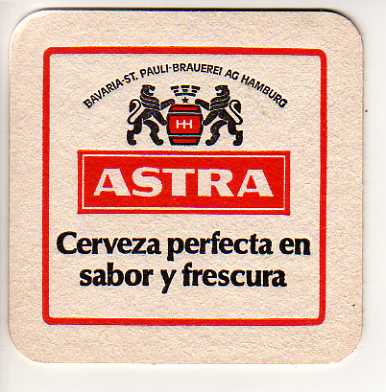 BAVARIA-ST. PAULI-BRAUEREI AG HAMBURG
HH
ASTRA
Cerveza perfecta en
sabor y frescura